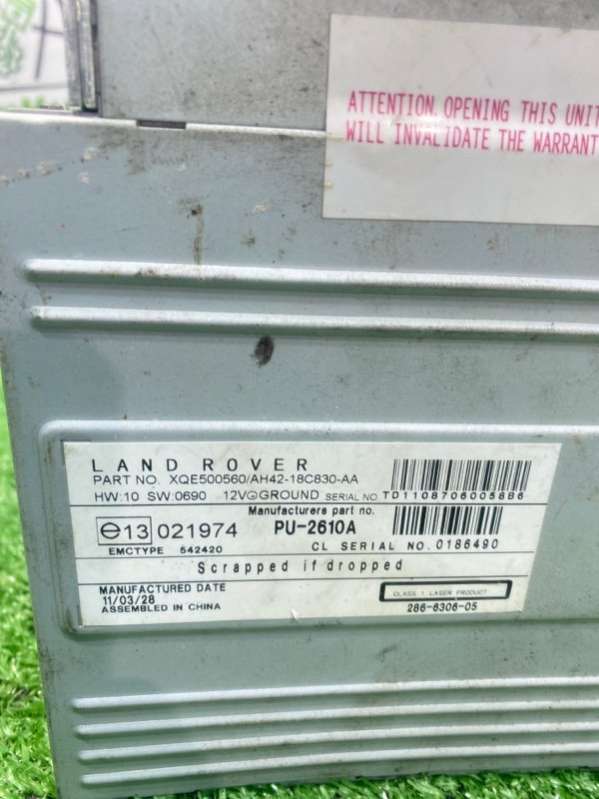 ATTENTION. OPENING THIS UNIT
WILL INVALIDATE THE WARRANT
LAND ROVER
PART NO. XQE500560/AH42-18C830-AA
HW:10 SW:0690 12V⊖GROUND SERIAL NO. TD11087060058B6
Manufacturers part no.
e13 021974 PU-2610A
EMCTYPE 542420 CL SERIAL NO. 0186490
Scrapped if dropped
MANUFACTURED DATE
11/03/28
ASSEMBLED IN CHINA
CLASS 1 LASER PRODUCT
286-6306-05